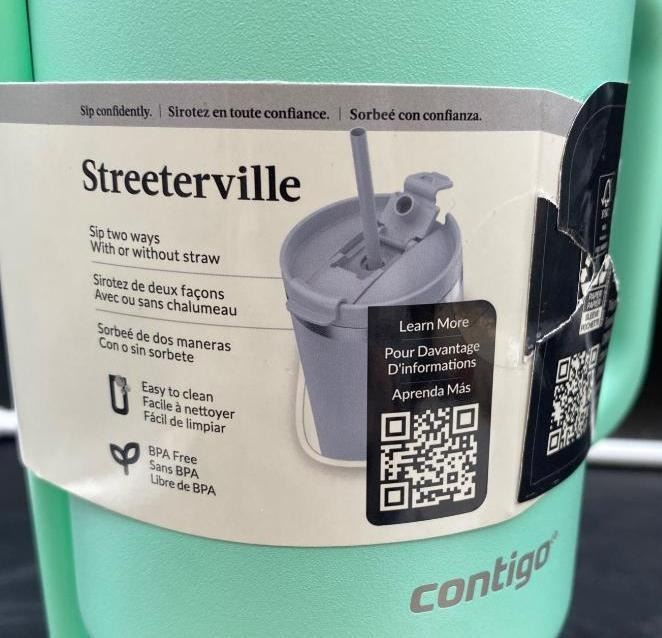 Sip confidently. | Sirotez en toute confiance. | Sorbeé con confianza.
Streeterville
Sip two ways
With or without straw
Sirotez de deux façons
Avec ou sans chalumeau
Sorbeé de dos maneras
Con o sin sorbete
Easy to clean
Facile à nettoyer
Fácil de limpiar
BPA Free
Sans BPA
Libre de BPA
Learn More
Pour Davantage
D'informations
Aprenda Más
contigo